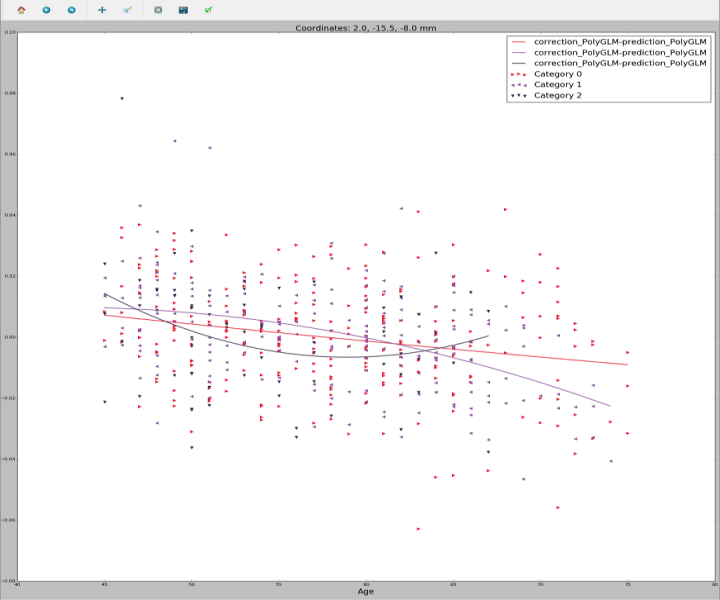 Coordinates: 2.0, -15.5, -8.0 mm
correction_PolyGLM-prediction_PolyGLM
correction_PolyGLM-prediction_PolyGLM
correction_PolyGLM-prediction_PolyGLM
Category 0
Category 1
Category 2
0.10
0.08
0.06
0.04
0.02
0.00
−0.02
−0.04
−0.06
−0.08
40 45 50 55 60 65 70 75 80
Age